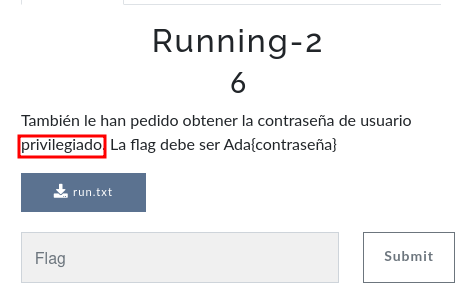 Running-2
6
También le han pedido obtener la contraseña de usuario
privilegiado. La flag debe ser Ada{contraseña}
run.txt
Flag
Submit